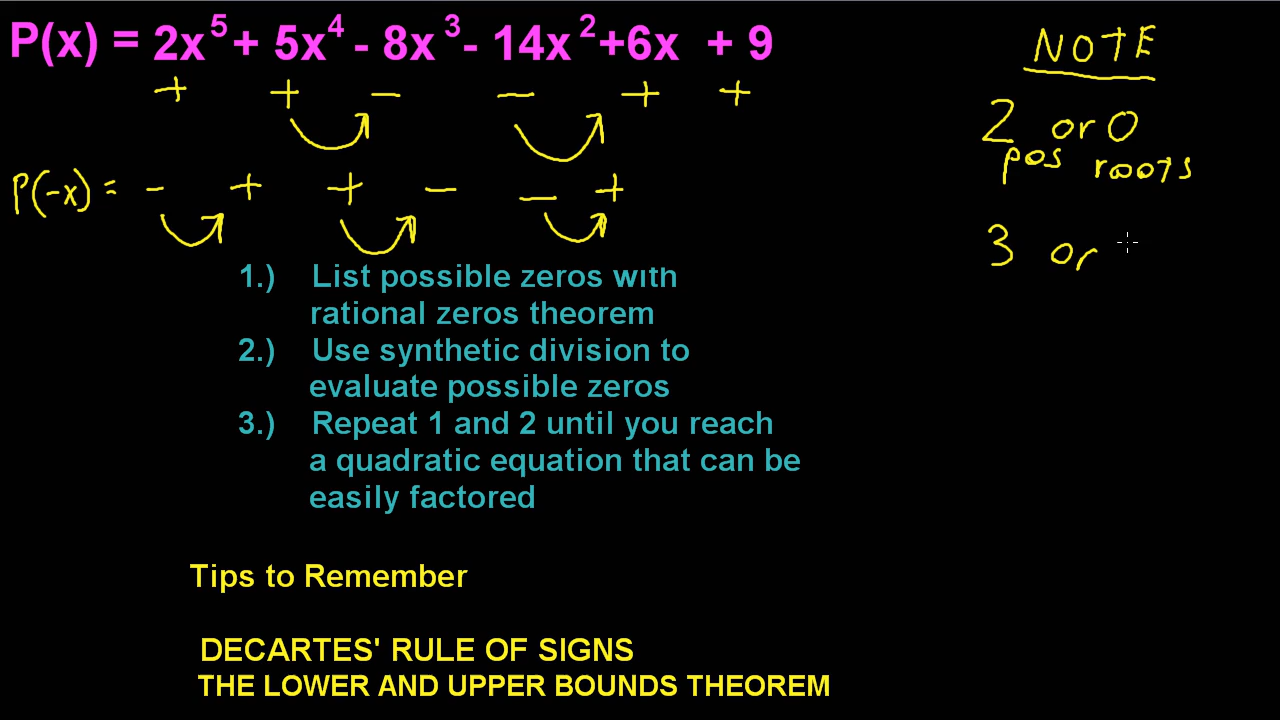 P(x) = 2x⁵ + 5x⁴ - 8x³ - 14x² +6x + 9
+ + - - + +
P(-x) = - + + - - +
NOTE
2 or 0
pos roots
3 or
1.) List possible zeros with
rational zeros theorem
2.) Use synthetic division to
evaluate possible zeros
3.) Repeat 1 and 2 until you reach
a quadratic equation that can be
easily factored
Tips to Remember
DECARTES' RULE OF SIGNS
THE LOWER AND UPPER BOUNDS THEOREM